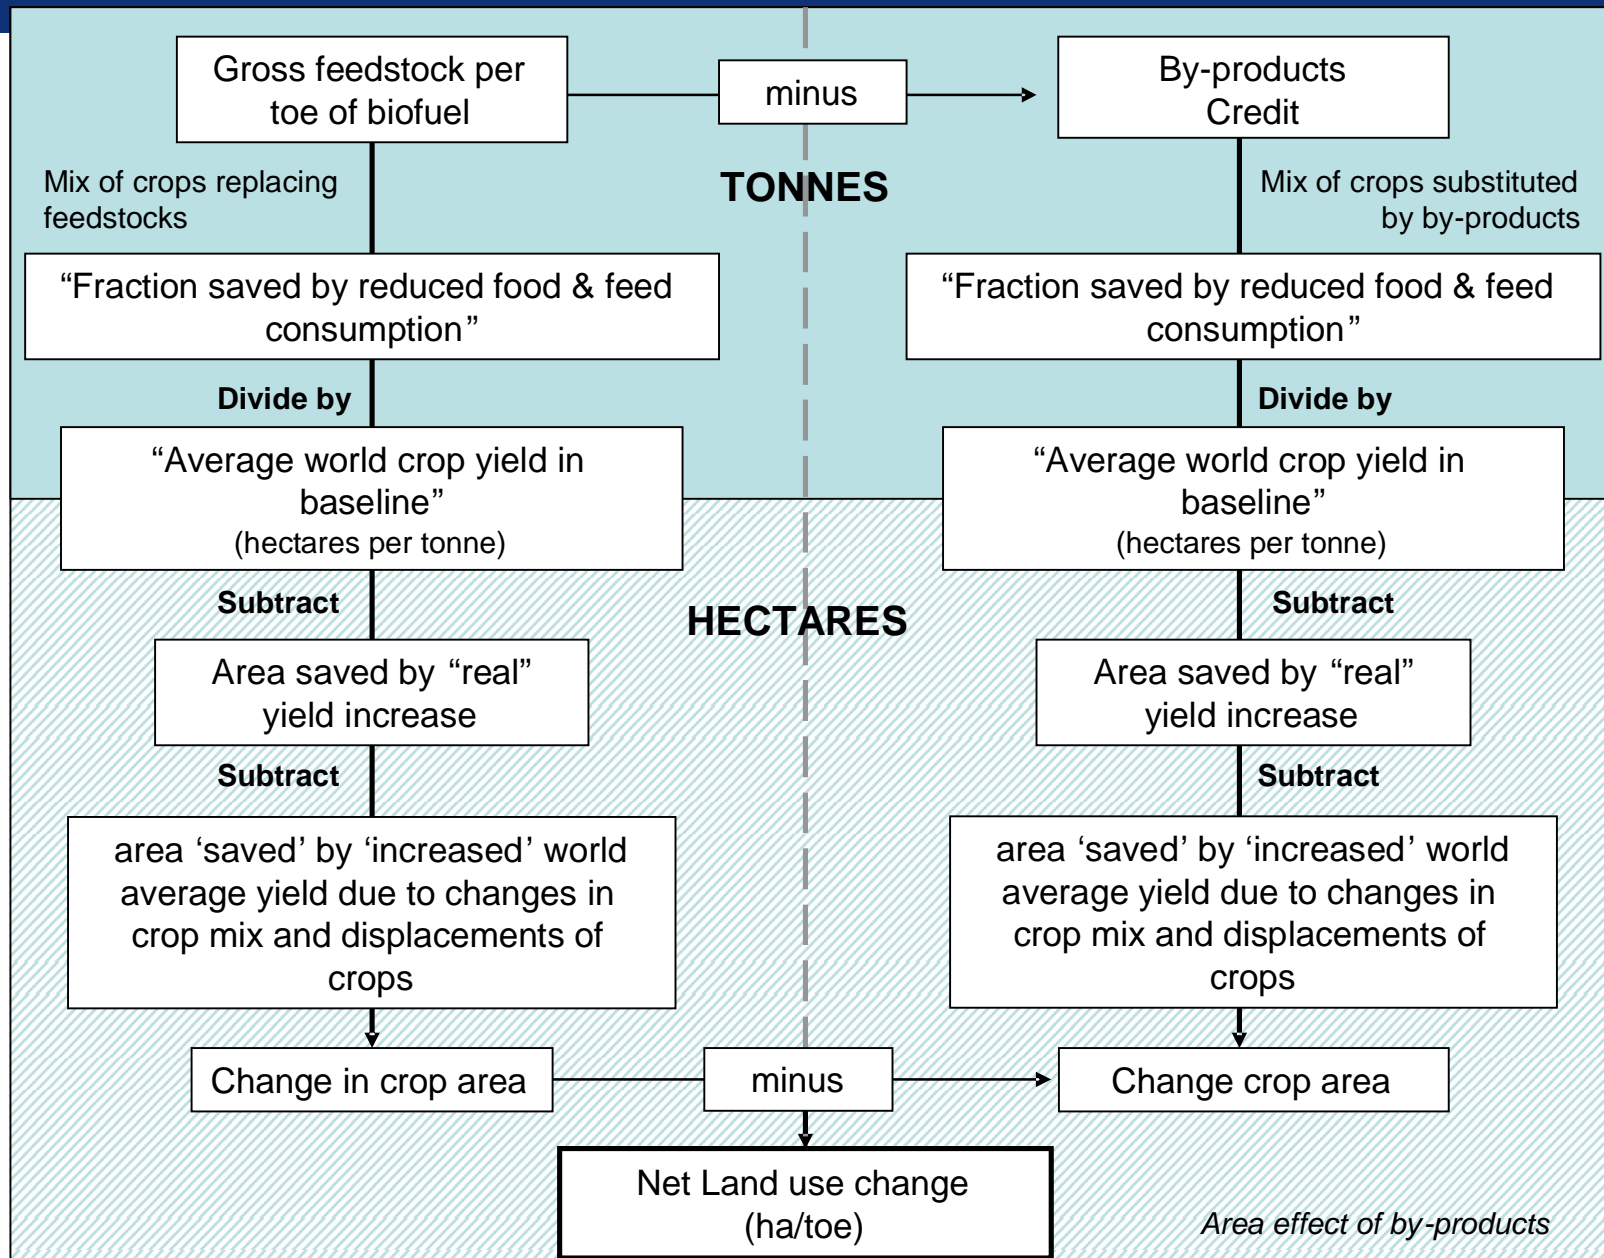 Gross feedstock per
toe of biofuel
minus
By-products
Credit
Mix of crops replacing
feedstocks
TONNES
Mix of crops substituted
by by-products
“Fraction saved by reduced food & feed
consumption”
“Fraction saved by reduced food & feed
consumption”
Divide by
Divide by
“Average world crop yield in
baseline”
(hectares per tonne)
“Average world crop yield in
baseline”
(hectares per tonne)
Subtract
HECTARES
Subtract
Area saved by “real”
yield increase
Area saved by “real”
yield increase
Subtract
Subtract
area ‘saved’ by ‘increased’ world
average yield due to changes in
crop mix and displacements of
crops
area ‘saved’ by ‘increased’ world
average yield due to changes in
crop mix and displacements of
crops
Change in crop area
minus
Change crop area
Net Land use change
(ha/toe)
Area effect of by-products